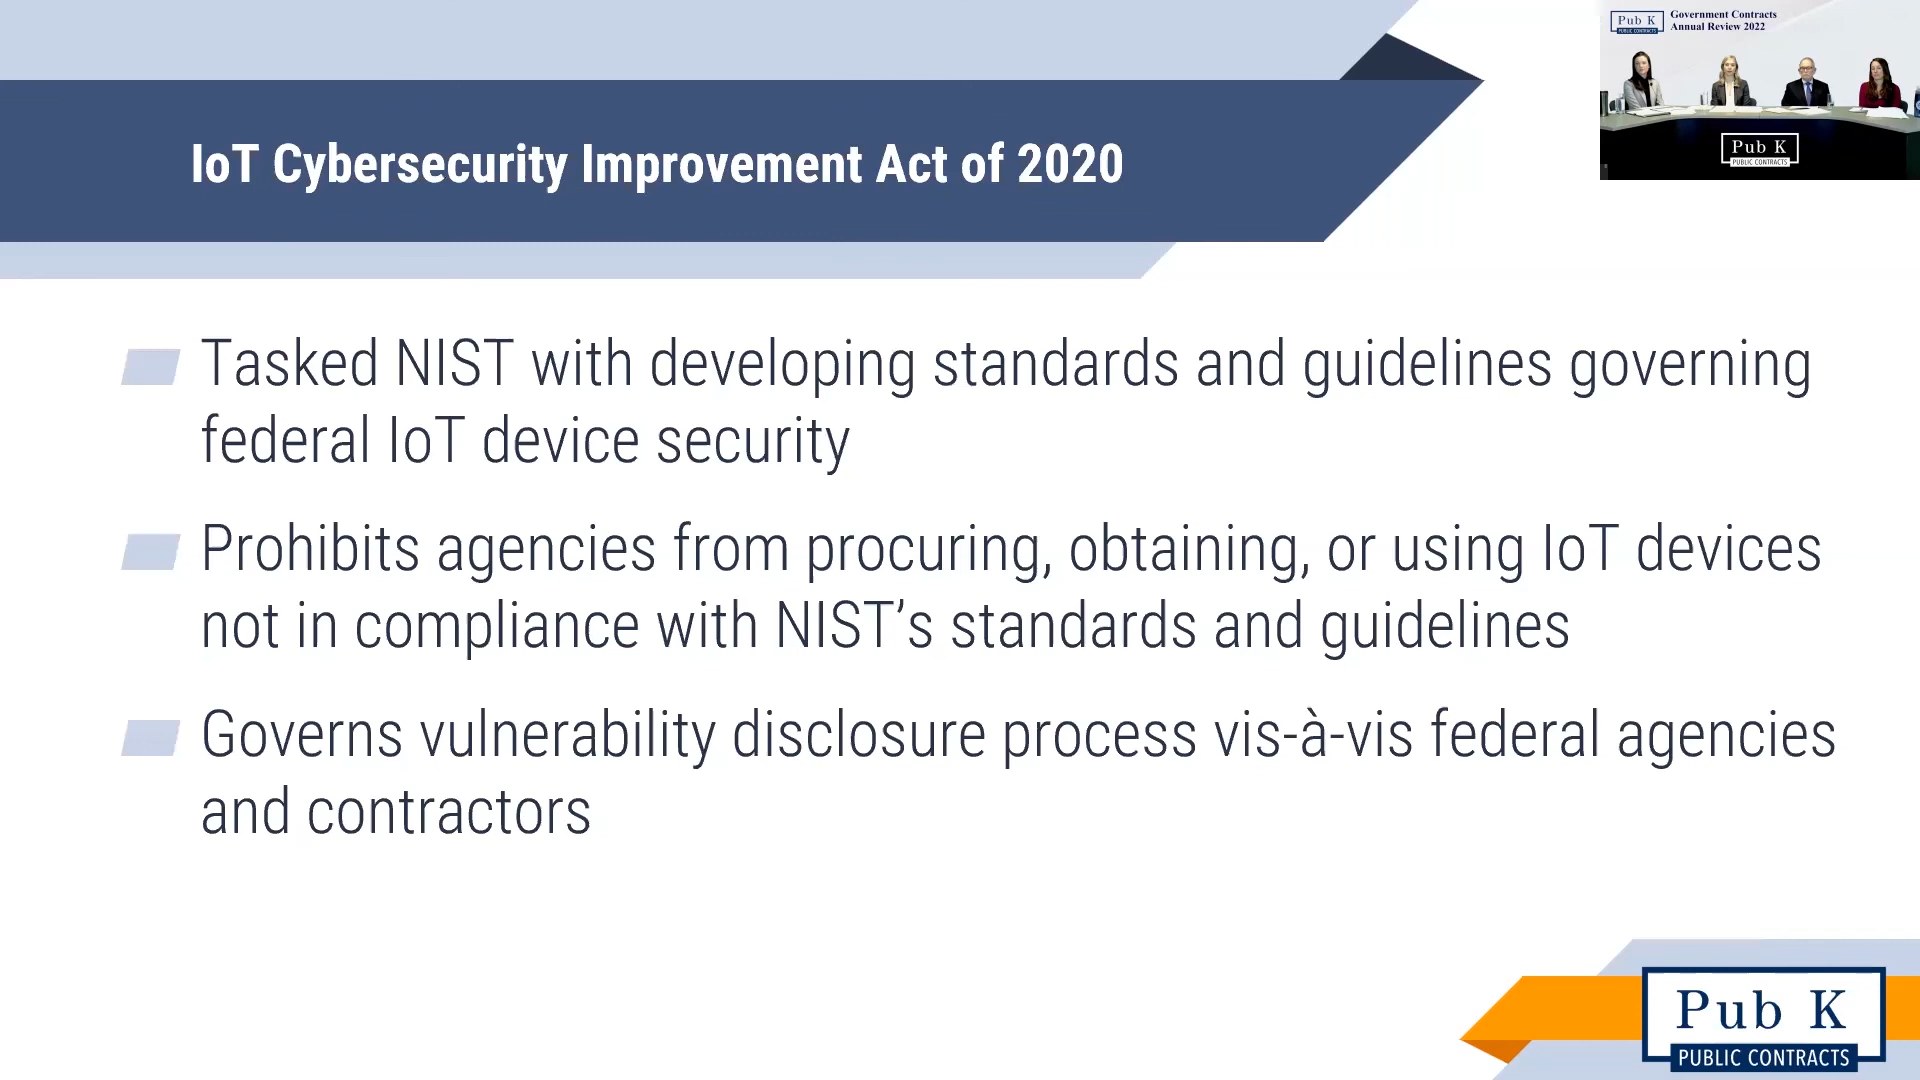 Pub K
PUBLIC CONTRACTS
Government Contracts
Annual Review 2022
Pub K
PUBLIC CONTRACTS
IoT Cybersecurity Improvement Act of 2020
Tasked NIST with developing standards and guidelines governing
federal IoT device security
Prohibits agencies from procuring, obtaining, or using IoT devices
not in compliance with NIST’s standards and guidelines
Governs vulnerability disclosure process vis-à-vis federal agencies
and contractors
Pub K
PUBLIC CONTRACTS